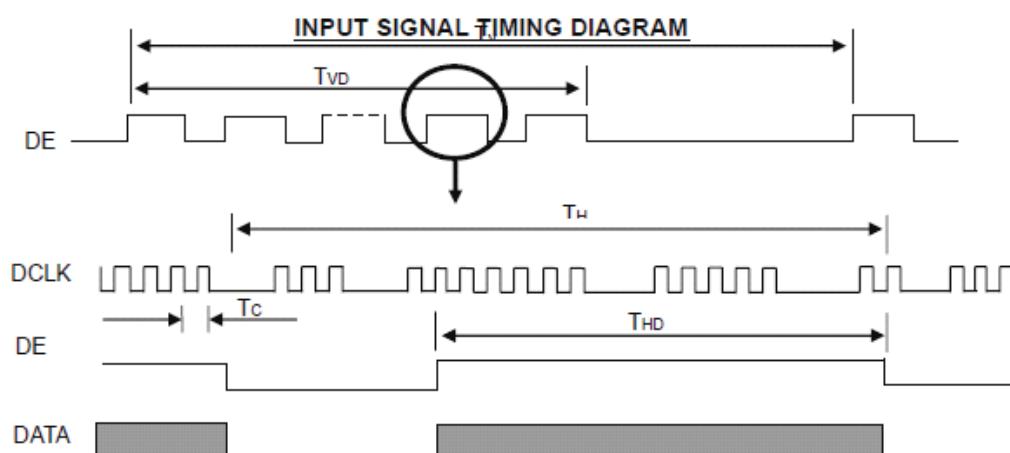 INPUT SIGNAL TIMING DIAGRAM
TVD
DE
TH
DCLK
TC
THD
DE
DATA